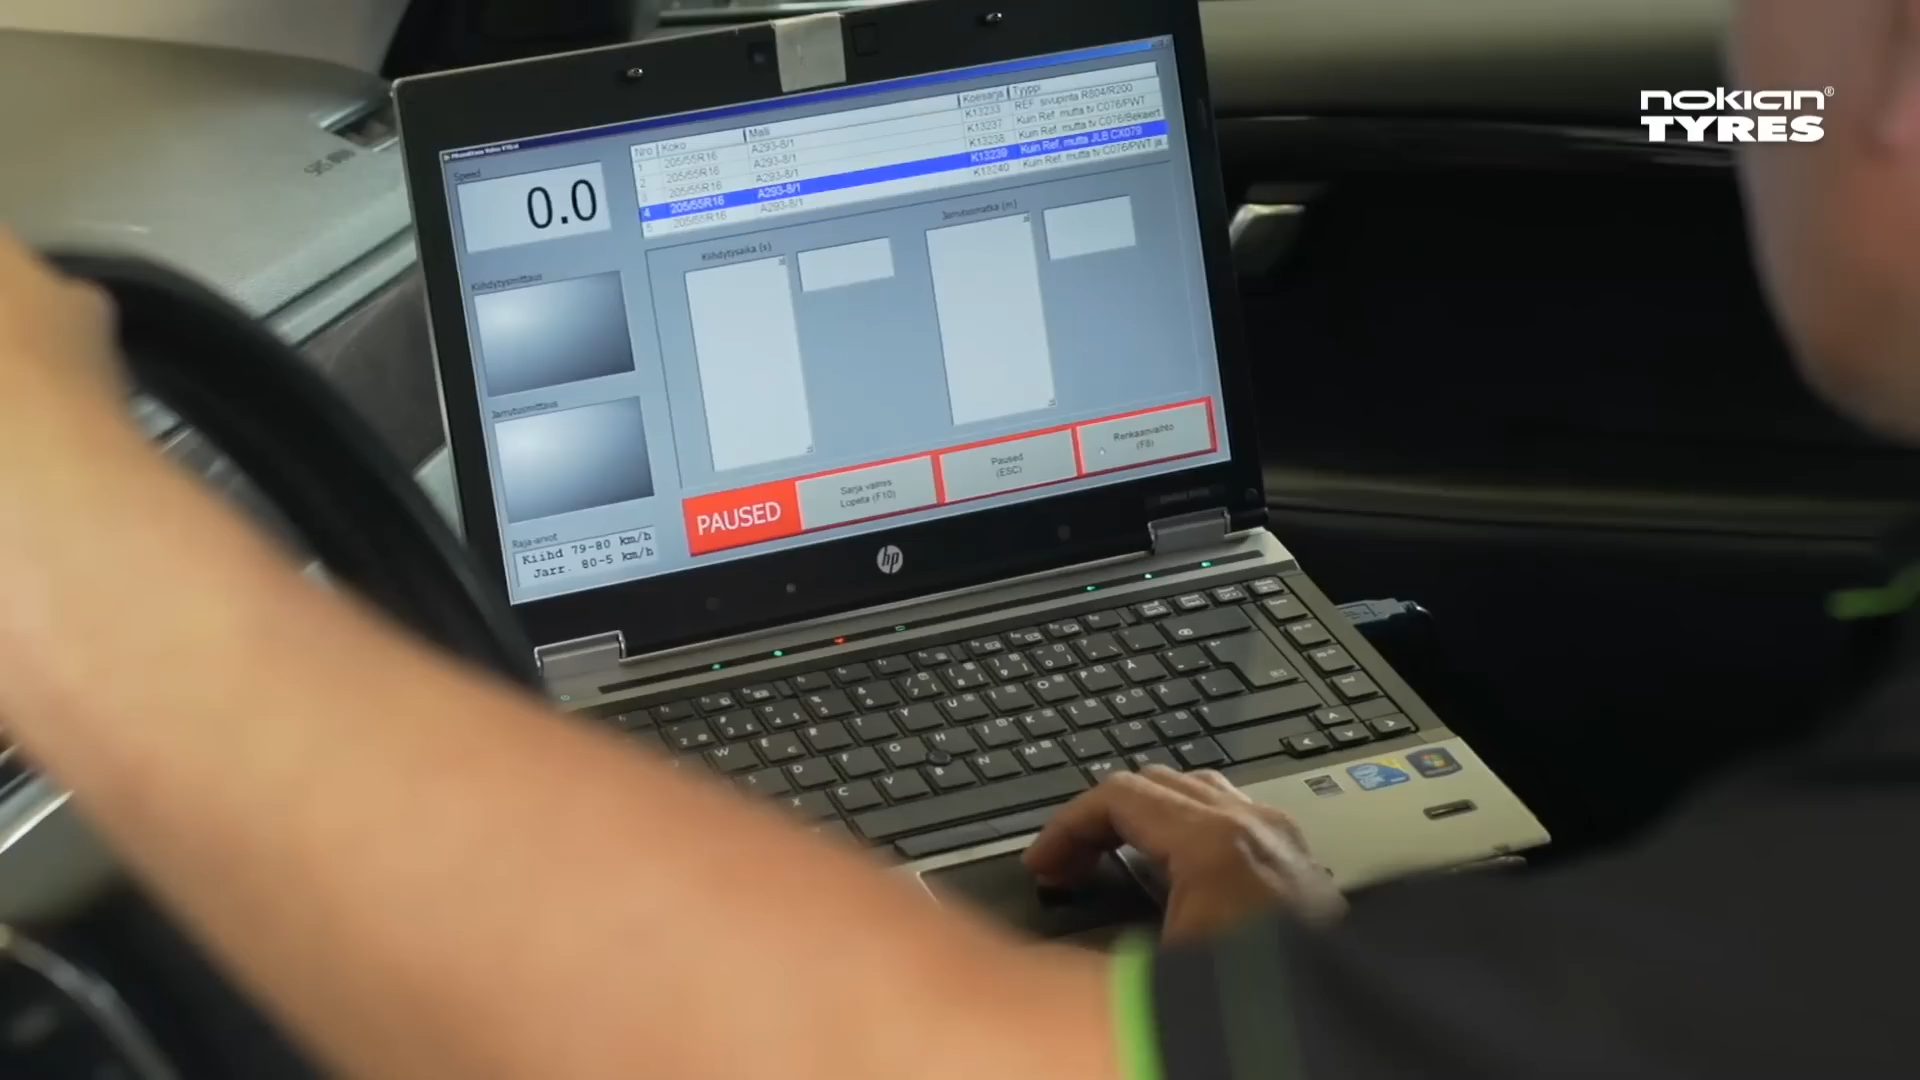 nokian®
TYRES
Speed
0.0
Nro Koko Malli Koesarja Tyyppi
1 205/55R16 A293-8/1 K13233 REF. sivupinta R804/R200
2 205/55R16 A293-8/1 K13237 Kuin Ref. mutta tv C076/PWT
3 205/55R16 A293-8/1 K13238 Kuin Ref. mutta tv C076/Bekaert
4 205/55R16 A293-8/1 K13239 Kuin Ref. mutta JLB CX079
5 205/55R16 A293-8/1 K13240 Kuin Ref. mutta tv C076/PWT ja
Kiihdytysmittaus
Kiihdytysaika (s)
Jarrutusmatka (m)
Jarrutusmittaus
Raja-arvot
Kiihd 79-80 km/h
Jarr. 80-5 km/h
PAUSED
Sarja valmis
Lopeta (F10)
Paused
(ESC)
Renkaanvaihto
(F8)
hp